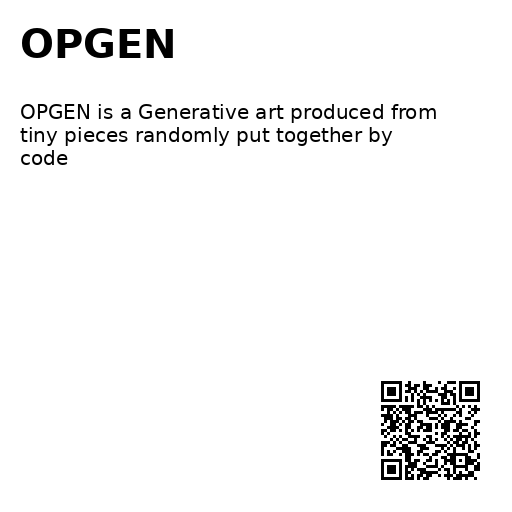 OPGEN
OPGEN is a Generative art produced from
tiny pieces randomly put together by
code